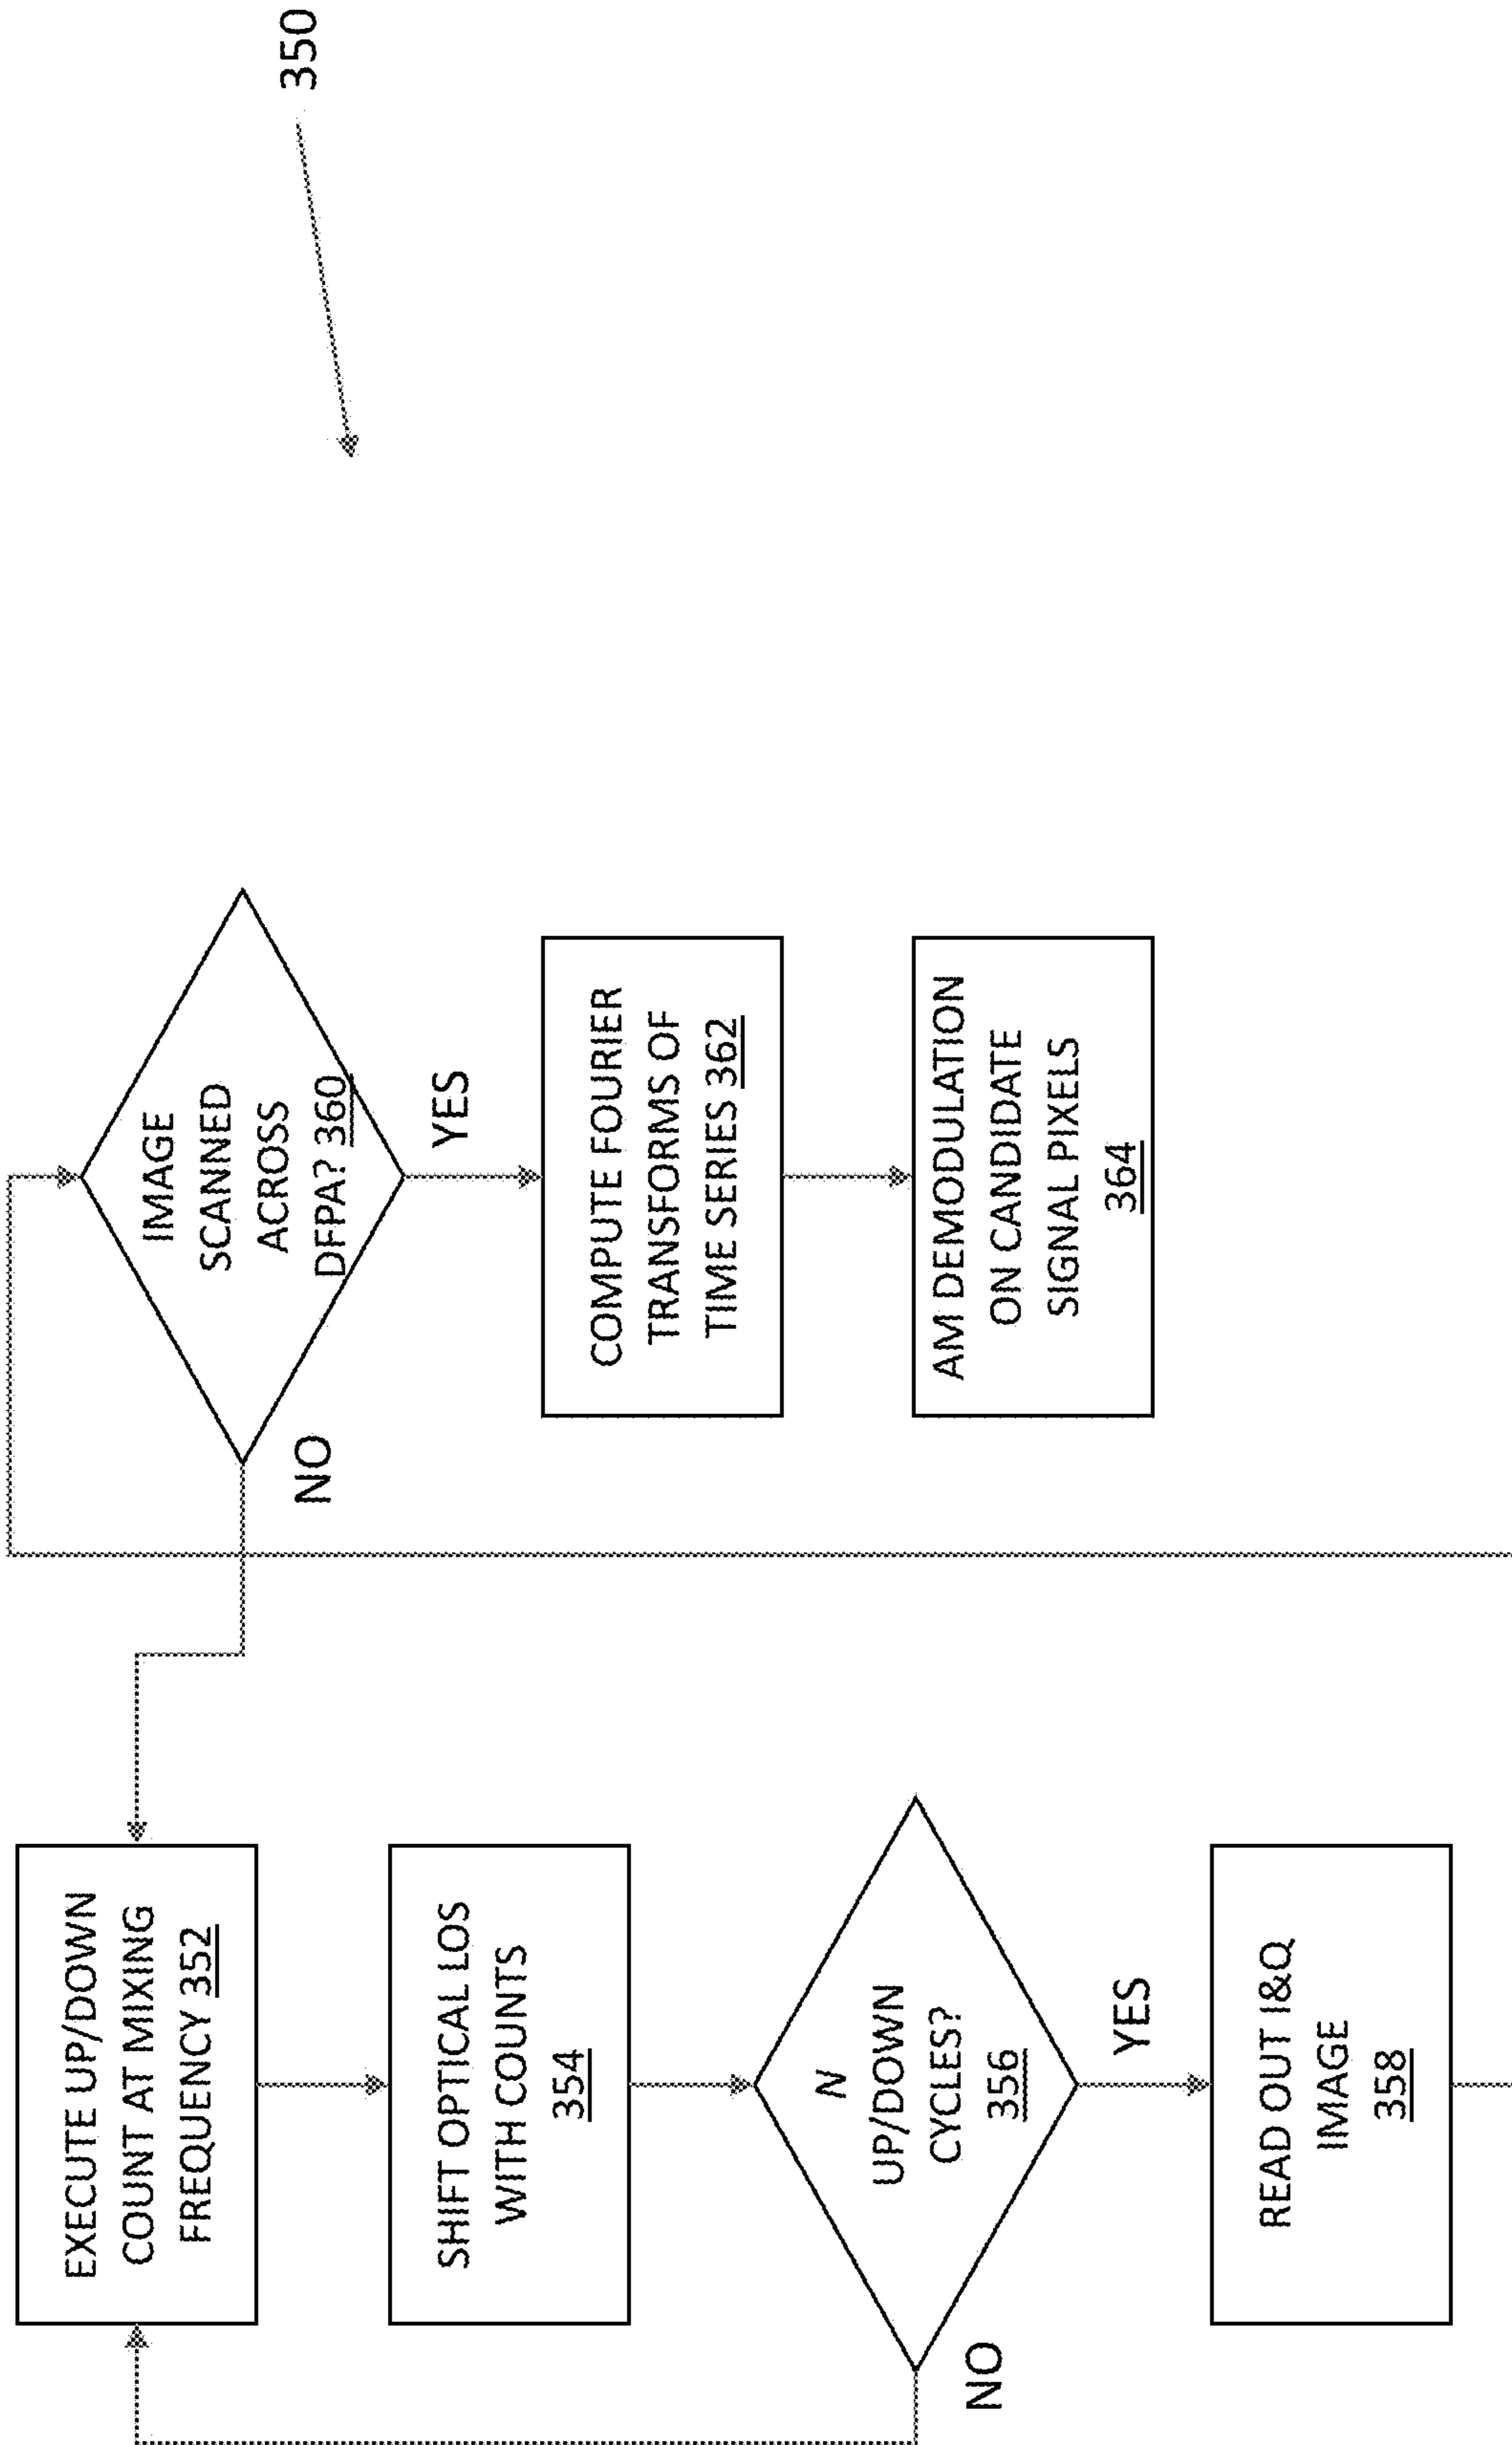 350
EXECUTE UP/DOWN
COUNT AT MIXING
FREQUENCY 352
SHIFT OPTICAL LOS
WITH COUNTS
354
N
UP/DOWN
CYCLES?
356
NO
YES
READ OUT I&Q
IMAGE
358
IMAGE
SCANNED
ACROSS
DFPA? 360
NO
YES
COMPUTE FOURIER
TRANSFORMS OF
TIME SERIES 362
AM DEMODULATION
ON CANDIDATE
SIGNAL PIXELS
364